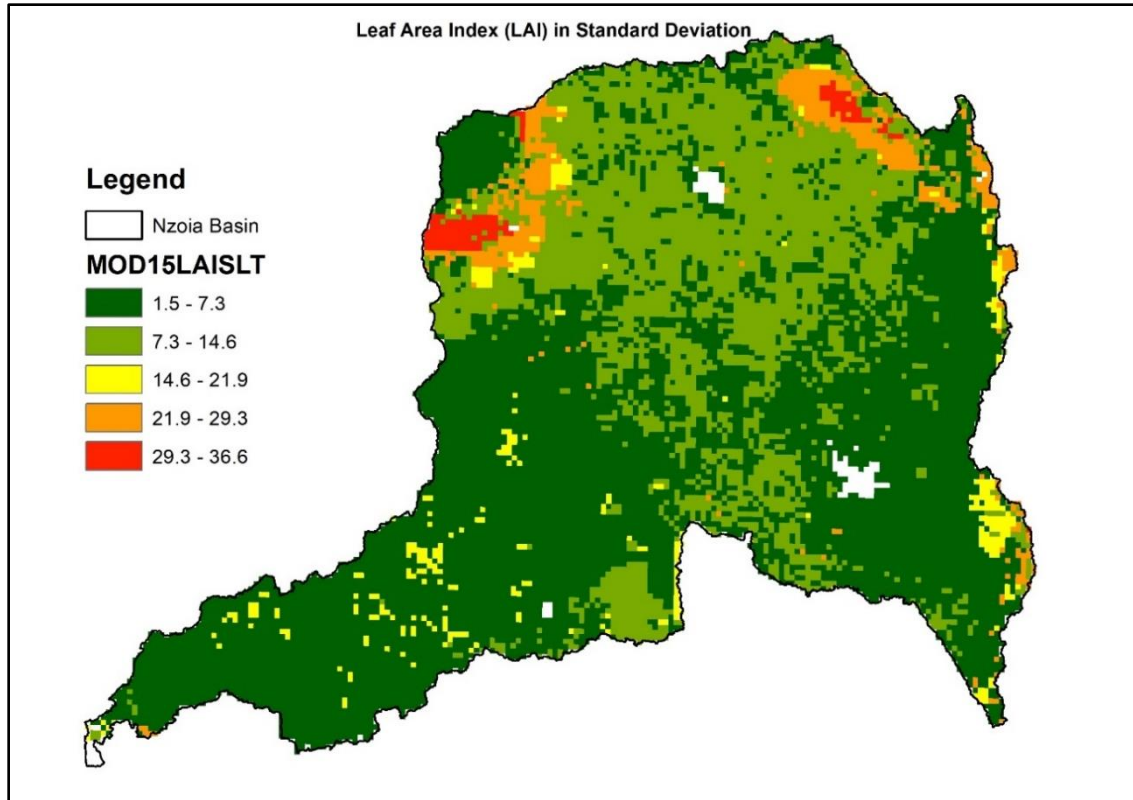 Leaf Area Index (LAI) in Standard Deviation
Legend
Nzoia Basin
MOD15LAISLT
1.5 - 7.3
7.3 - 14.6
14.6 - 21.9
21.9 - 29.3
29.3 - 36.6